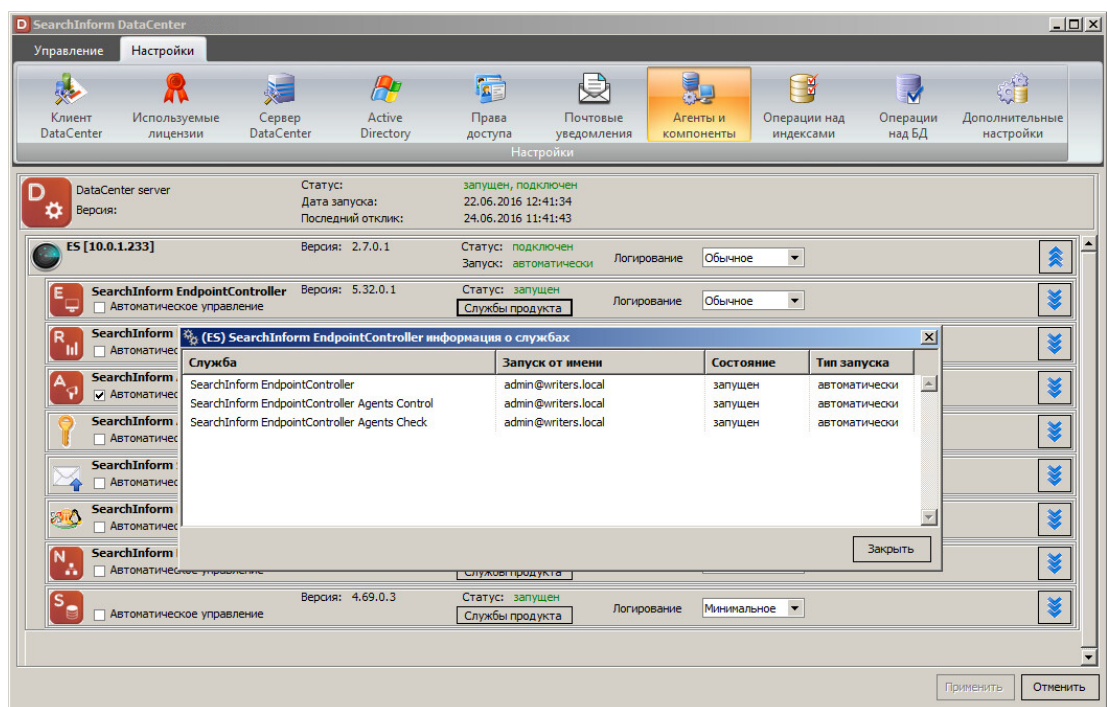 SearchInform DataCenter
Управление Настройки
Клиент DataCenter
Используемые лицензии
Сервер DataCenter
Active Directory
Права доступа
Почтовые уведомления
Агенты и компоненты
Операции над индексами
Операции над БД
Дополнительные настройки
Настройки
DataCenter server Статус: запущен, подключен
Версия: Дата запуска: 22.06.2016 12:41:34
Последний отклик: 24.06.2016 11:41:43
ES [10.0.1.233] Версия: 2.7.0.1 Статус: подключен Логирование Обычное
Запуск: автоматически
SearchInform EndpointController Версия: 5.32.0.1 Статус: запущен Логирование Обычное
Автоматическое управление Службы продукта
SearchInform
Автоматичес
(ES) SearchInform EndpointController информация о службах
Служба Запуск от имени Состояние Тип запуска
SearchInform EndpointController admin@writers.local запущен автоматически
SearchInform EndpointController Agents Control admin@writers.local запущен автоматически
SearchInform EndpointController Agents Check admin@writers.local запущен автоматически
Закрыть
SearchInform
Автоматичес
SearchInform
Автоматичес
SearchInform
Автоматичес
SearchInform
Автоматичес
SearchInform
Автоматическое управление Службы продукта
Версия: 4.69.0.3 Статус: запущен Логирование Минимальное
Автоматическое управление Службы продукта
Применить Отменить